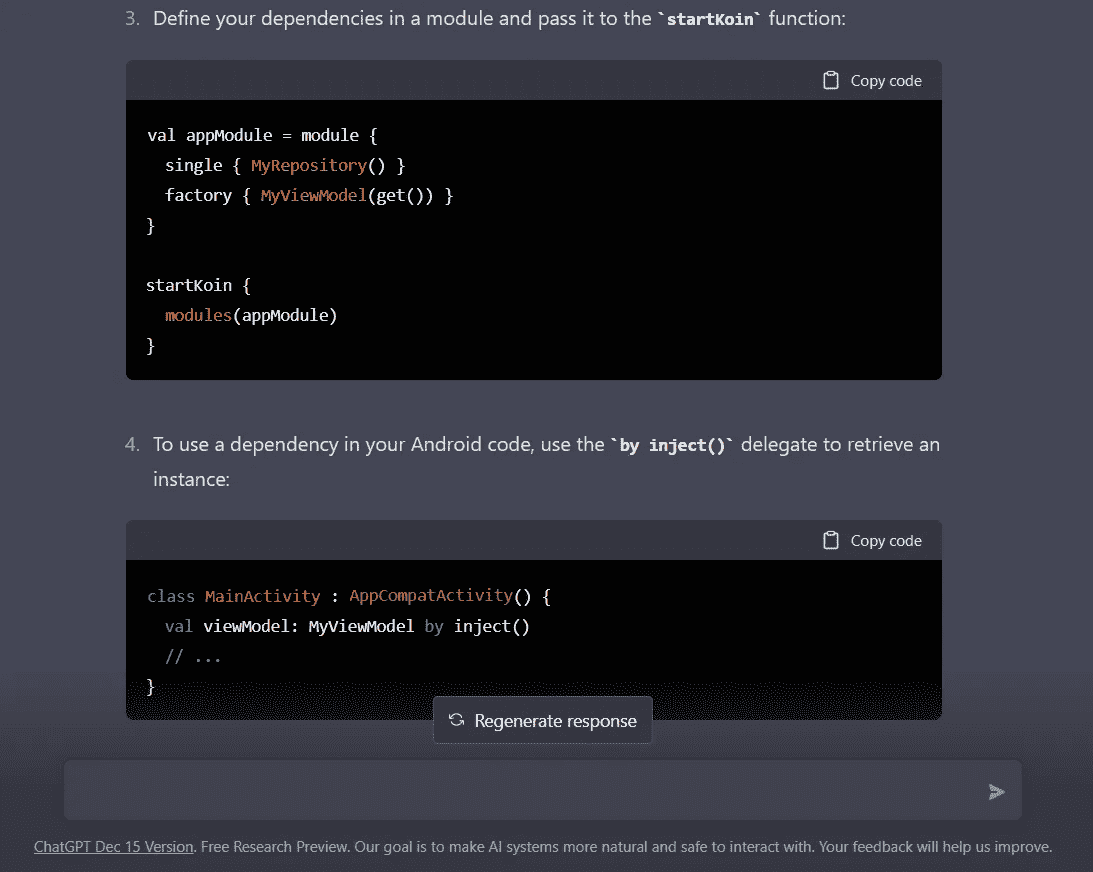 3. Define your dependencies in a module and pass it to the `startKoin` function:
Copy code
val appModule = module {
  single { MyRepository() }
  factory { MyViewModel(get()) }
}
startKoin {
  modules(appModule)
}
4. To use a dependency in your Android code, use the `by inject()` delegate to retrieve an
instance:
Copy code
class MainActivity : AppCompatActivity() {
  val viewModel: MyViewModel by inject()
  // ...
}
Regenerate response
ChatGPT Dec 15 Version. Free Research Preview. Our goal is to make AI systems more natural and safe to interact with. Your feedback will help us improve.